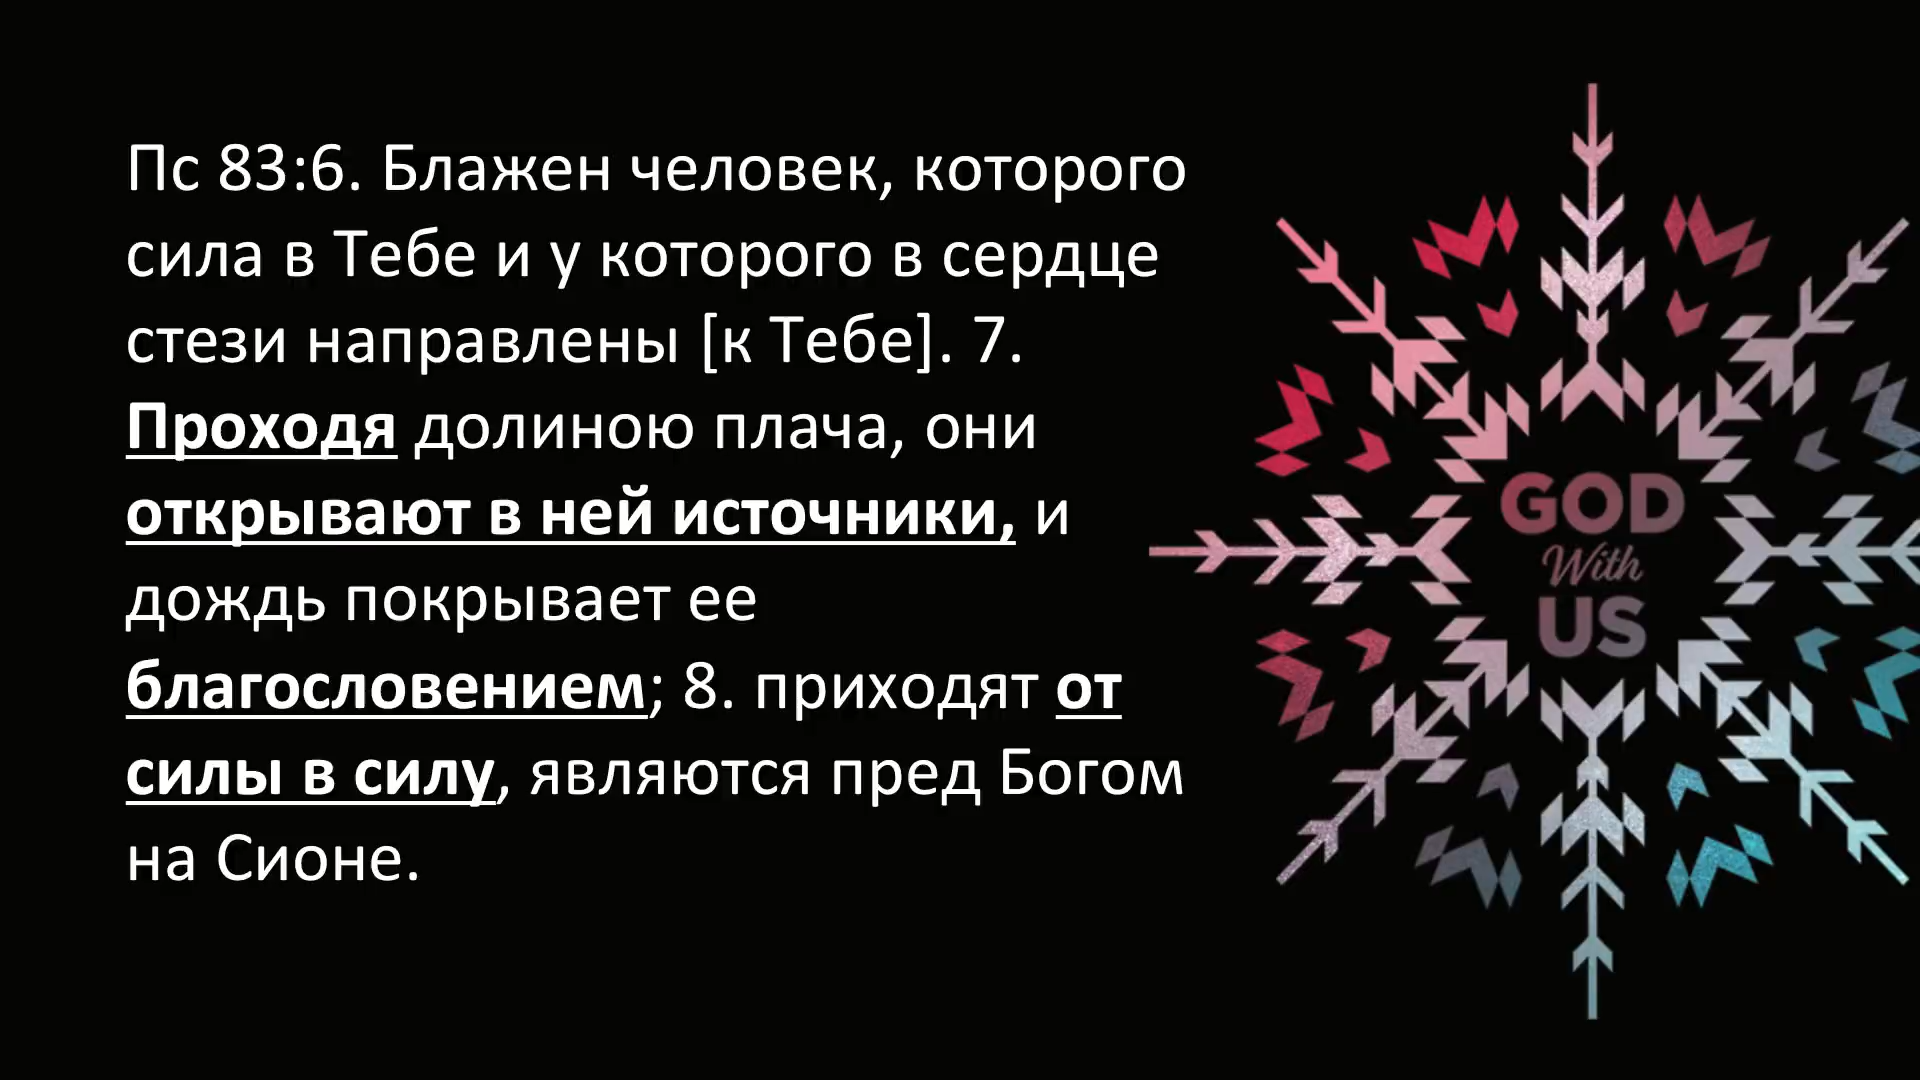 Пс 83:6. Блажен человек, которого
сила в Тебе и у которого в сердце
стези направлены [к Тебе]. 7.
Проходя долиною плача, они
открывают в ней источники, и
дождь покрывает ее
благословением; 8. приходят от
силы в силу, являются пред Богом
на Сионе.
GOD
With
US